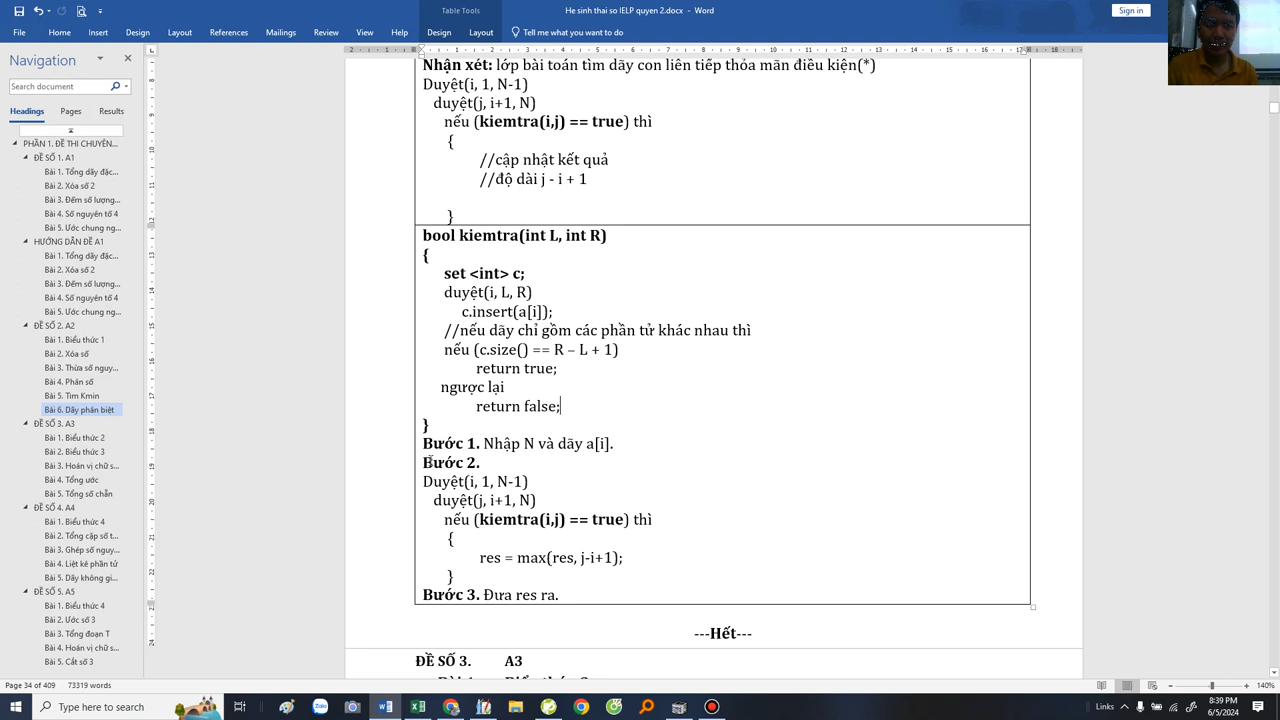 Table Tools
He sinh thai so IELP quyen 2.docx - Word
Sign in
File Home Insert Design Layout References Mailings Review View Help Design Layout Tell me what you want to do
Navigation
Search document
Headings Pages Results
PHẦN 1. ĐỀ THI CHUYÊN...
ĐỀ SỐ 1. A1
Bài 1. Tổng dãy đặc...
Bài 2. Xóa số 2
Bài 3. Đếm số lượng...
Bài 4. Số nguyên tố 4
Bài 5. Ước chung ng...
HƯỚNG DẪN ĐỀ A1
Bài 1. Tổng dãy đặc...
Bài 2. Xóa số 2
Bài 3. Đếm số lượng...
Bài 4. Số nguyên tố 4
Bài 5. Ước chung ng...
ĐỀ SỐ 2. A2
Bài 1. Biểu thức 1
Bài 2. Xóa số
Bài 3. Thừa số nguy...
Bài 4. Phân số
Bài 5. Tìm Kmin
Bài 6. Dãy phân biệt
ĐỀ SỐ 3. A3
Bài 1. Biểu thức 2
Bài 2. Biểu thức 3
Bài 3. Hoán vị chữ s...
Bài 4. Tổng ước
Bài 5. Tổng số chẵn
ĐỀ SỐ 4. A4
Bài 1. Biểu thức 4
Bài 2. Tổng cặp số t...
Bài 3. Ghép số nguy...
Bài 4. Liệt kê phần tử
Bài 5. Dãy không gi...
ĐỀ SỐ 5. A5
Bài 1. Biểu thức 4
Bài 2. Ước số 3
Bài 3. Tổng đoạn T
Bài 4. Hoán vị chữ s...
Bài 5. Cắt số 3
Nhận xét: lớp bài toán tìm dãy con liên tiếp thỏa mãn điều kiện(*)
Duyệt(i, 1, N-1)
duyệt(j, i+1, N)
nếu (kiemtra(i,j) == true) thì
{
//cập nhật kết quả
//độ dài j - i + 1
}
bool kiemtra(int L, int R)
{
set <int> c;
duyệt(i, L, R)
c.insert(a[i]);
//nếu dãy chỉ gồm các phần tử khác nhau thì
nếu (c.size() == R – L + 1)
return true;
ngược lại
return false;
}
Bước 1. Nhập N và dãy a[i].
Bước 2.
Duyệt(i, 1, N-1)
duyệt(j, i+1, N)
nếu (kiemtra(i,j) == true) thì
{
res = max(res, j-i+1);
}
Bước 3. Đưa res ra.
---Hết---
ĐỀ SỐ 3. A3
Page 34 of 409 73319 words
140%
Type here to search
Zalo
8:39 PM
6/5/2024